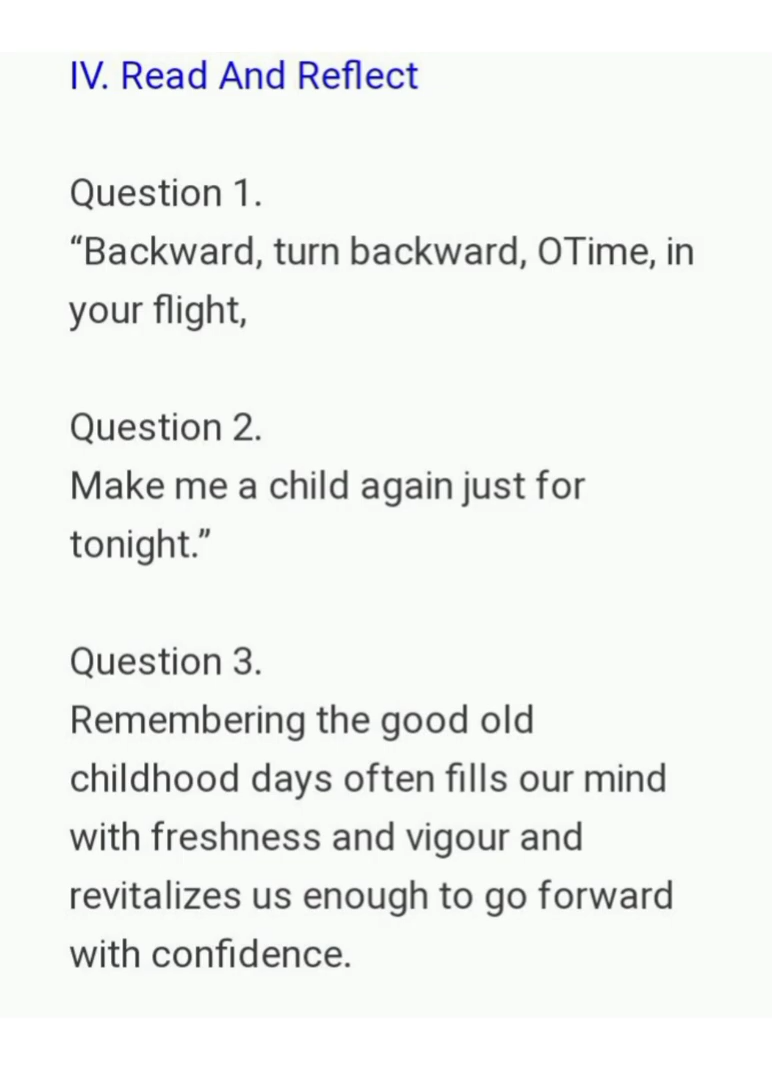 IV. Read And Reflect
Question 1.
“Backward, turn backward, OTime, in
your flight,
Question 2.
Make me a child again just for
tonight.”
Question 3.
Remembering the good old
childhood days often fills our mind
with freshness and vigour and
revitalizes us enough to go forward
with confidence.